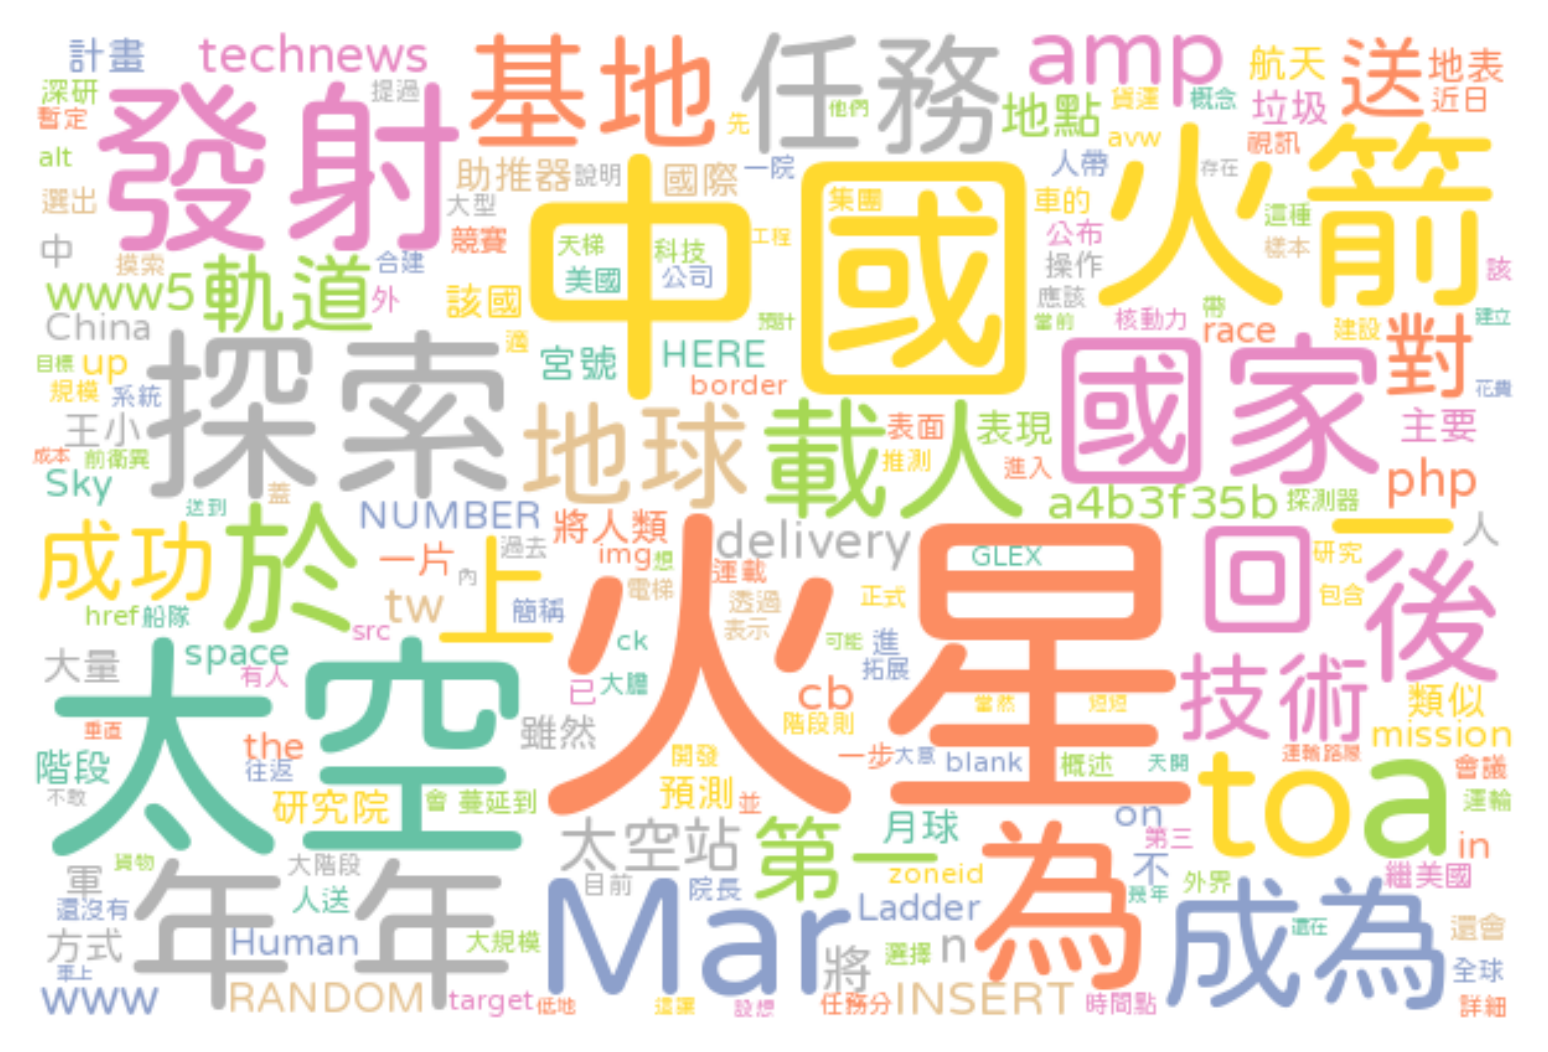 計畫 technews 基地 任務 amp 航天 送 地表
深研 提過 他們 貨運 概念 垃圾 近日
暫定 發射 先 地點 avw 視訊
alt 助推器 說明 國際 一院 人帶 火箭 存在
選出 大型 中國 集團 車的 這種
中 摸索 合建 競賽 天梯 科技 工程 公布 樣本
www5 軌道 外 該國 美國 公司 操作 應該 該
China 適 宮號 HERE 預計 當前 核動力 帶 race 建設 建立
目標 up 探索 border 國家 對
規模 系統 花費
王小 地球 載人 表面 表現 主要
成本 前衛異 推測 進入 php
Sky 蓋 送到 NUMBER 將人類 delivery a4b3f35b 探測器 一 人
成功 於 一片 上 過去 img 想 運載 GLEX 回 研究 後
內 電梯 透過 正式 包含
href 船隊 tw 簡稱 火星 表示
src ck 可能 進
大量 space 有人 已 大膽 拓展 技術
太空 cb 當然 短短 類似
垂直 the 雖然 階段則 mission
階段 往返 開發 一步 大意 blank 概述 天開 運輸路線 會議
不敢 研究院 會 蔓延到 預測 並 on toa 運輸
貨物 大階段 太空站 第一 月球 為 第三 in
軍 年年 目前 院長 zoneid 不 外界 繼美國
還沒有 人送 Mar Ladder 幾年 成為
方式 Human 大規模 將 選擇 n 還在 還會
軍上 全球
www RANDOM target 低地 這讓 設想 任務分 INSERT 時間點 詳細